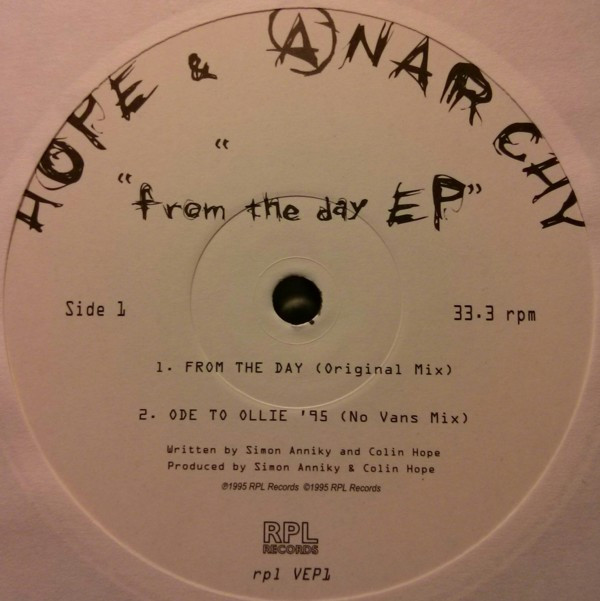 HOPE & ANARCHY
“
“from the day EP”
Side 1
33.3 rpm
1. FROM THE DAY (Original Mix)
2. ODE TO OLLIE '95 (No Vans Mix)
Written by Simon Anniky and Colin Hope
Produced by Simon Anniky & Colin Hope
℗1995 RPL Records ©1995 RPL Records
RPL
RECORDS
rpl VEP1